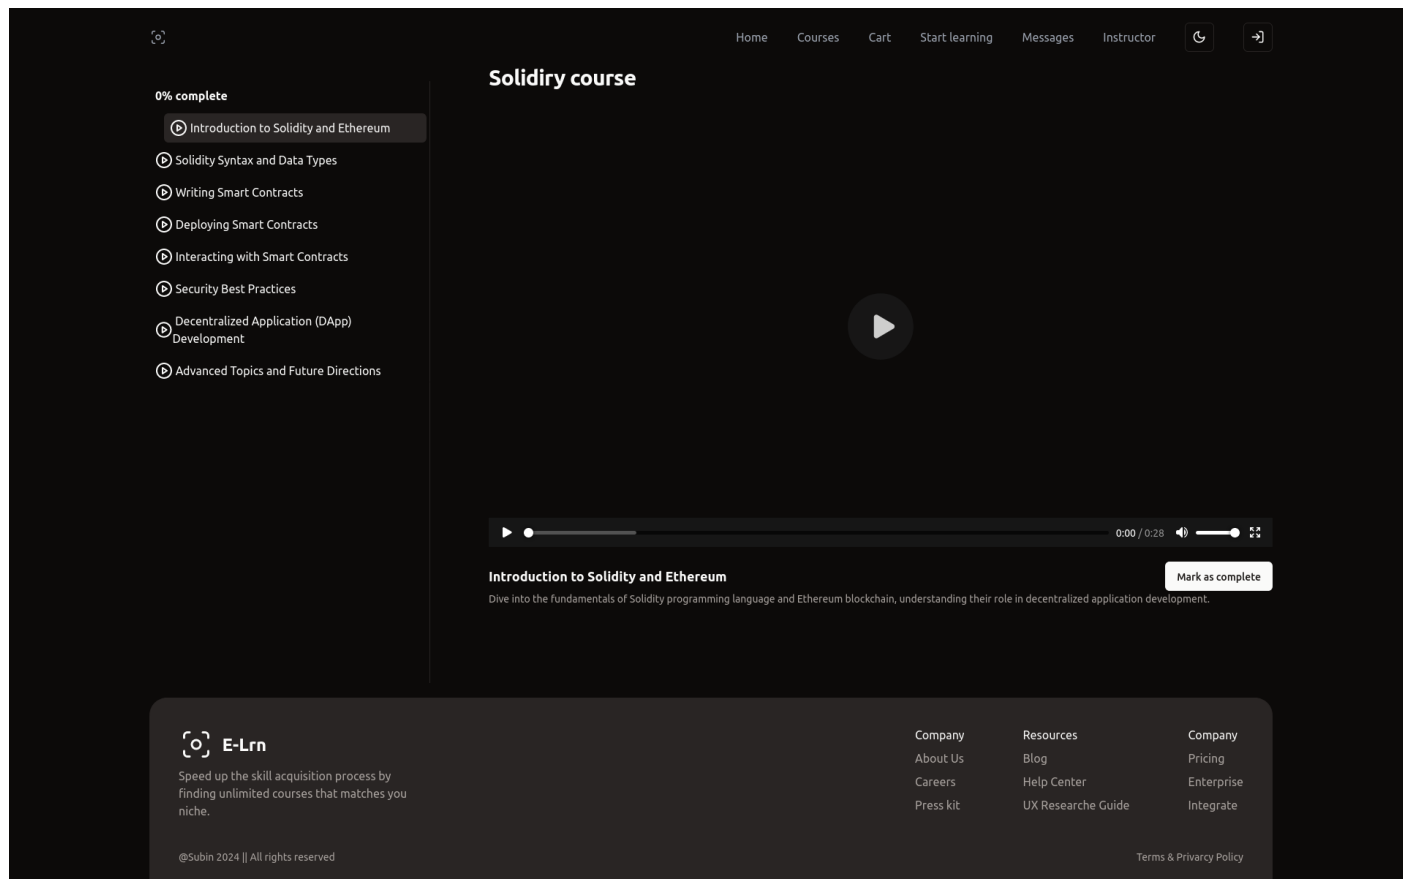 Home Courses Cart Start learning Messages Instructor
0% complete
Introduction to Solidity and Ethereum
Solidity Syntax and Data Types
Writing Smart Contracts
Deploying Smart Contracts
Interacting with Smart Contracts
Security Best Practices
Decentralized Application (DApp)
Development
Advanced Topics and Future Directions
Solidiry course
0:00 / 0:28
Introduction to Solidity and Ethereum
Mark as complete
Dive into the fundamentals of Solidity programming language and Ethereum blockchain, understanding their role in decentralized application development.
E-Lrn
Speed up the skill acquisition process by
finding unlimited courses that matches you
niche.
Company
About Us
Careers
Press kit
Resources
Blog
Help Center
UX Researche Guide
Company
Pricing
Enterprise
Integrate
@Subin 2024 || All rights reserved
Terms & Privarcy Policy